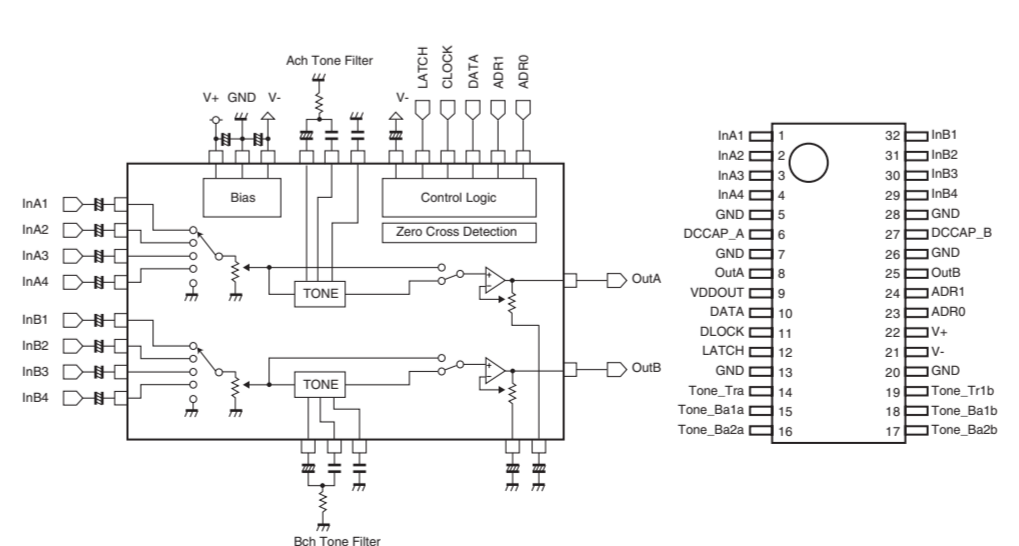 Ach Tone Filter
LATCH
CLOCK
DATA
ADR1
ADR0
V+ GND V-
V-
Bias
Control Logic
Zero Cross Detection
InA1
InA2
InA3
InA4
TONE
OutA
InB1
InB2
InB3
InB4
TONE
OutB
Bch Tone Filter
InA1 1 32 InB1
InA2 2 31 InB2
InA3 3 30 InB3
InA4 4 29 InB4
GND 5 28 GND
DCCAP_A 6 27 DCCAP_B
GND 7 26 GND
OutA 8 25 OutB
VDDOUT 9 24 ADR1
DATA 10 23 ADR0
DLOCK 11 22 V+
LATCH 12 21 V-
GND 13 20 GND
Tone_Tra 14 19 Tone_Tr1b
Tone_Ba1a 15 18 Tone_Ba1b
Tone_Ba2a 16 17 Tone_Ba2b